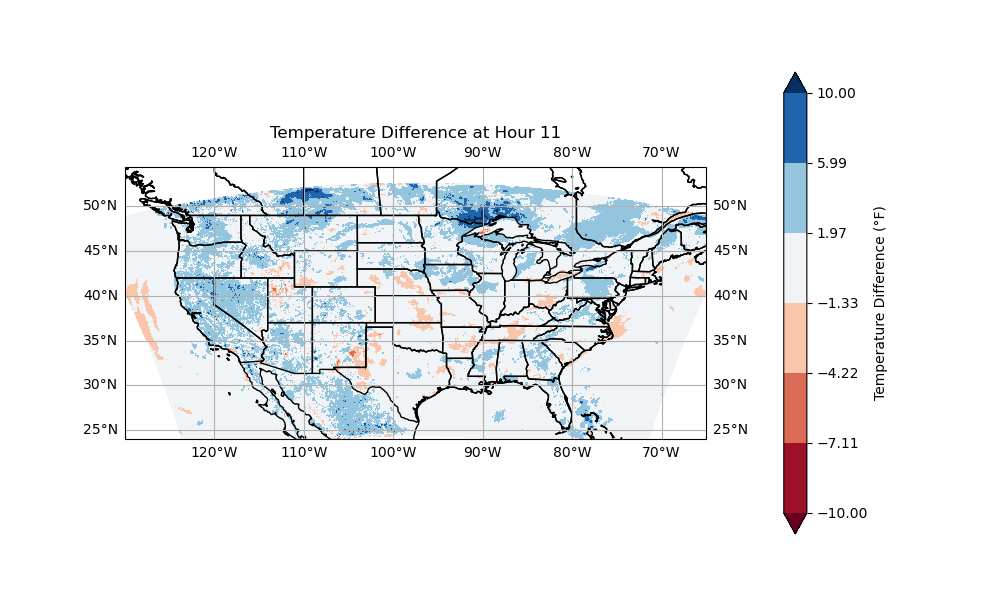 Temperature Difference at Hour 11
120°W 110°W 100°W 90°W 80°W 70°W
50°N 50°N
45°N 45°N
40°N 40°N
35°N 35°N
30°N 30°N
25°N 25°N
120°W 110°W 100°W 90°W 80°W 70°W
10.00
5.99
1.97
−1.33
−4.22
−7.11
−10.00
Temperature Difference (°F)